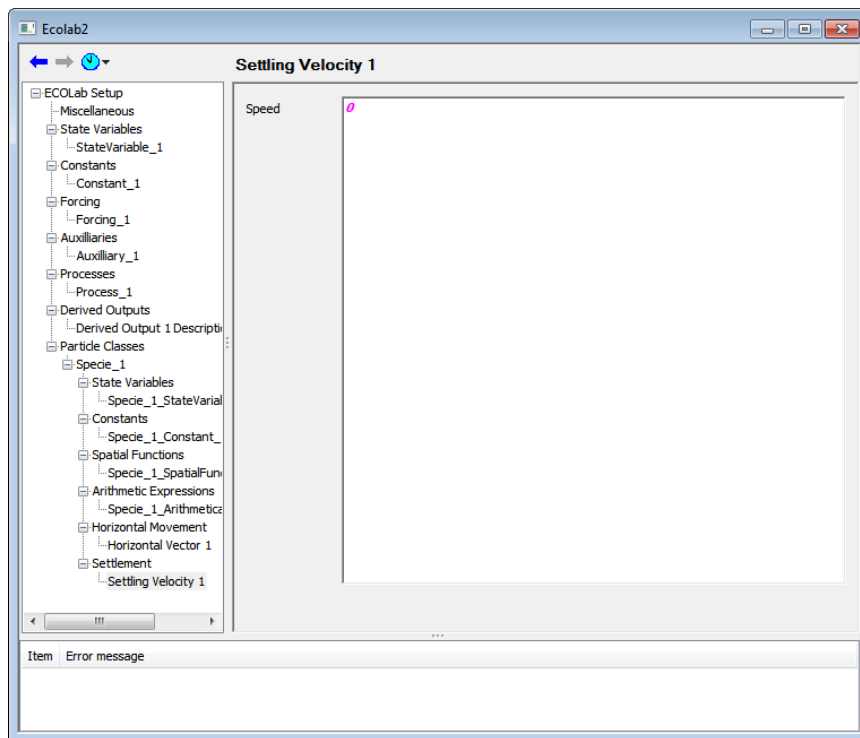 Ecolab2
Settling Velocity 1
ECOLab Setup
Miscellaneous
State Variables
StateVariable_1
Constants
Constant_1
Forcing
Forcing_1
Auxilliaries
Auxilliary_1
Processes
Process_1
Derived Outputs
Derived Output 1 Descripti
Particle Classes
Specie_1
State Variables
Specie_1_StateVarial
Constants
Specie_1_Constant_
Spatial Functions
Specie_1_SpatialFun
Arithmetic Expressions
Specie_1_Arithmetica
Horizontal Movement
Horizontal Vector 1
Settlement
Settling Velocity 1
Speed
0
Item Error message